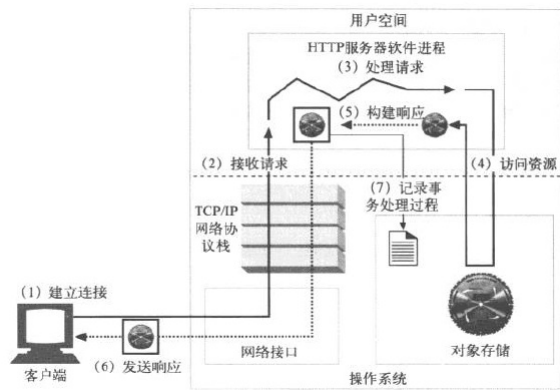 用户空间
HTTP服务器软件进程
(3) 处理请求
(5) 构建响应
(2) 接收请求
(4) 访问资源
(7) 记录事
务处理过程
TCP/IP
网络协
议栈
(1) 建立连接
(6) 发送响应
客户端
网络接口
对象存储
操作系统